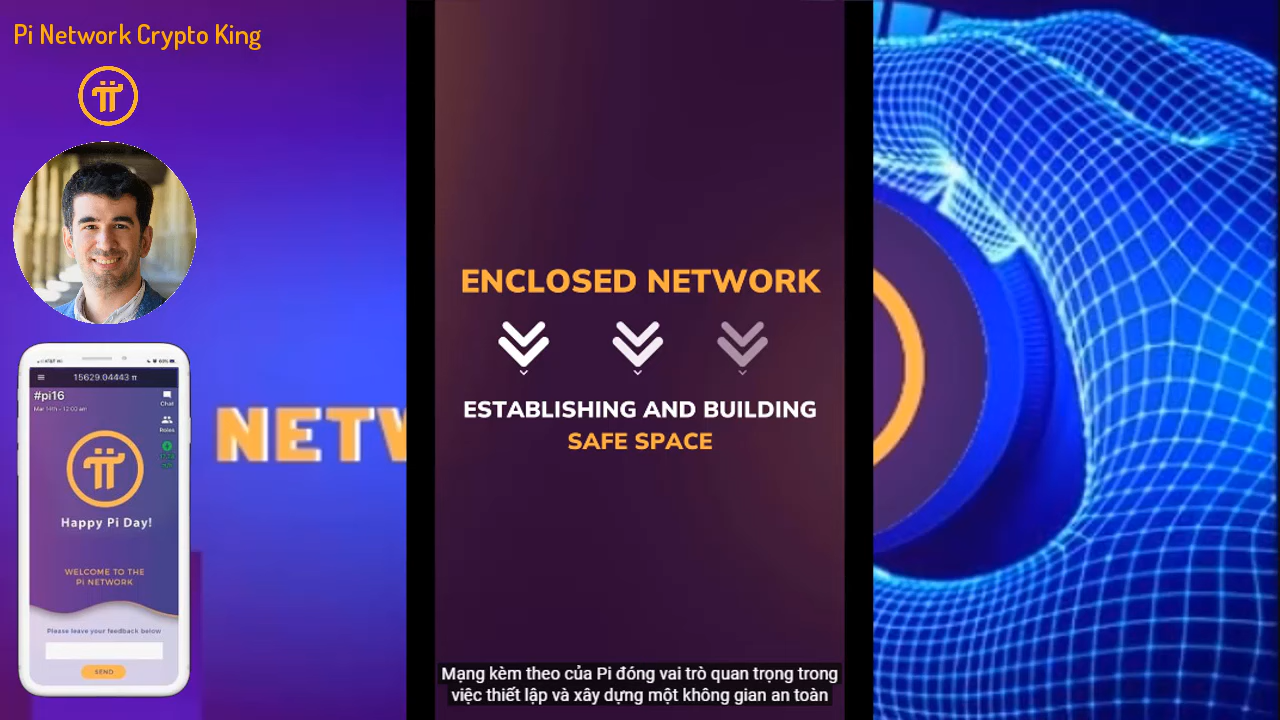 Pi Network Crypto King
15629.04443 π
#pi16
Mar 14th - 12:00 am
Chat
Roles
Happy Pi Day!
WELCOME TO THE
Pi NETWORK
Please leave your feedback below
SEND
NETW
ENCLOSED NETWORK
ESTABLISHING AND BUILDING
SAFE SPACE
Mạng kèm theo của Pi đóng vai trò quan trọng trong
việc thiết lập và xây dựng một không gian an toàn